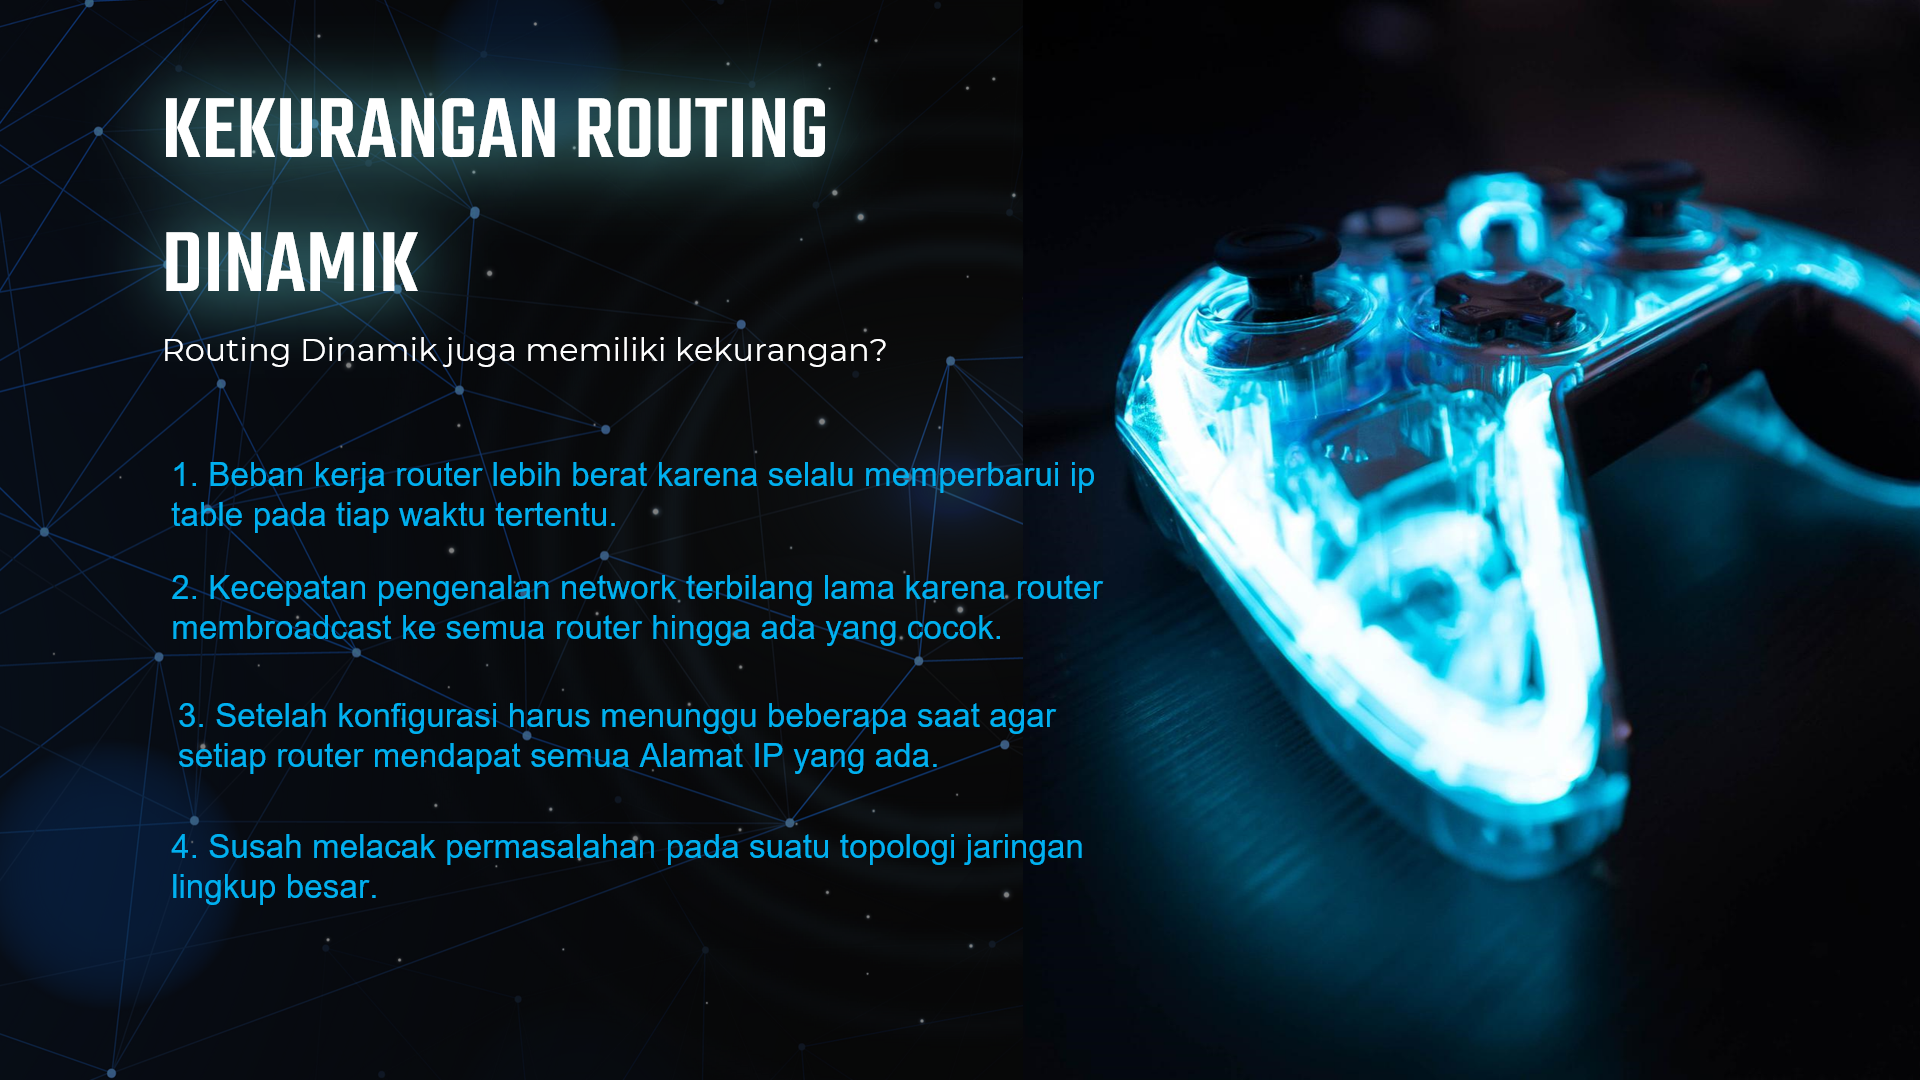 KEKURANGAN ROUTING
DINAMIK
Routing Dinamik juga memiliki kekurangan?
1. Beban kerja router lebih berat karena selalu memperbarui ip
table pada tiap waktu tertentu.
2. Kecepatan pengenalan network terbilang lama karena router
membroadcast ke semua router hingga ada yang cocok.
3. Setelah konfigurasi harus menunggu beberapa saat agar
setiap router mendapat semua Alamat IP yang ada.
4. Susah melacak permasalahan pada suatu topologi jaringan
lingkup besar.